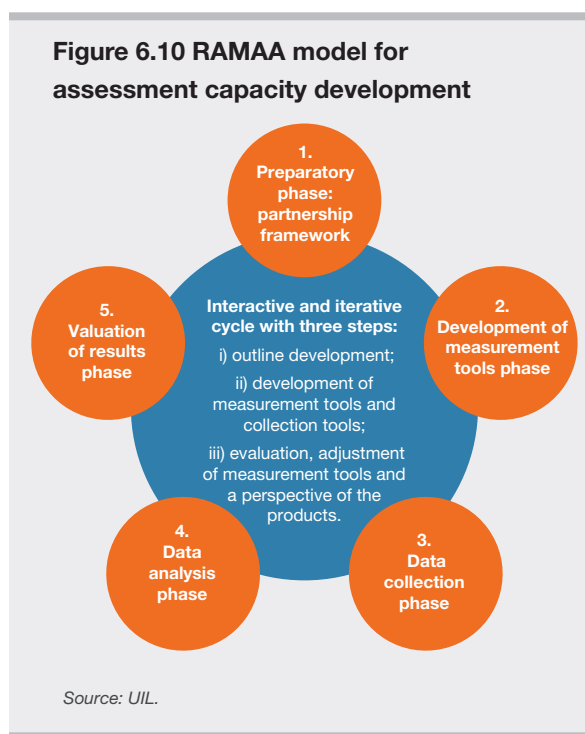 Figure 6.10 RAMAA model for
assessment capacity development
1.
Preparatory
phase:
partnership
framework
2.
Development of
measurement
tools phase
3.
Data
collection
phase
4.
Data
analysis
phase
5.
Valuation
of results
phase
Interactive and iterative
cycle with three steps:
i) outline development;
ii) development of
measurement tools and
collection tools;
iii) evaluation, adjustment
of measurement tools and
a perspective of the
products.
Source: UIL.